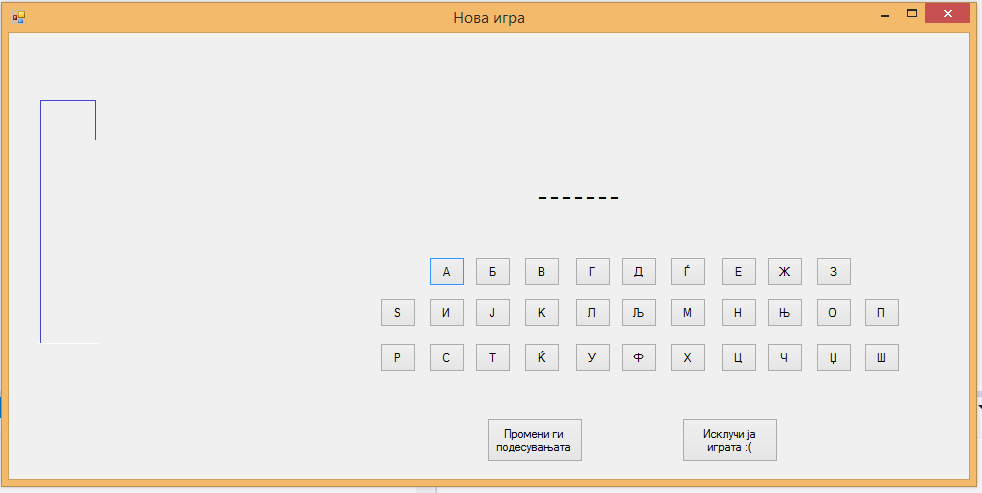 Нова игра
-------
А Б В Г Д Ѓ Е Ж З
Ѕ И Ј К Л Љ М Н Њ О П
Р С Т Ќ У Ф Х Ц Ч Џ Ш
Промени ги
подесувањата
Исклучи ја
играта :(